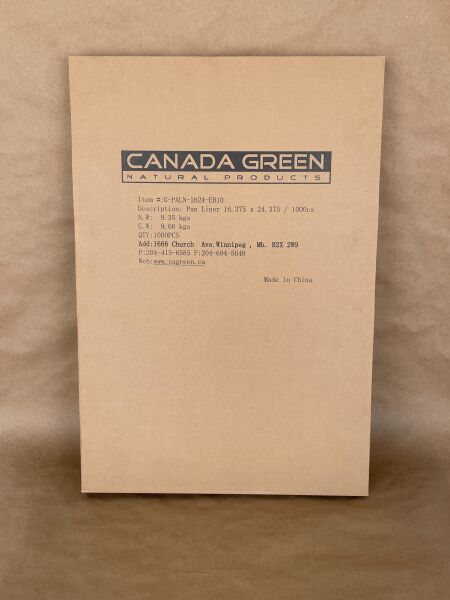 CANADA GREEN
NATURAL PRODUCTS
Item #:G-PALN-1624-EB10
Description: Pan Liner 16.375 x 24.375 / 1000cs
N.W: 9.35 kgs
G.W: 9.66 kgs
QTY:1000PCS
Add:1666 Church Ave.Winnipeg , Mb. R2X 2W9
P:204-415-6585 F:204-694-5648
Web:www.cagreen.ca
Made in China